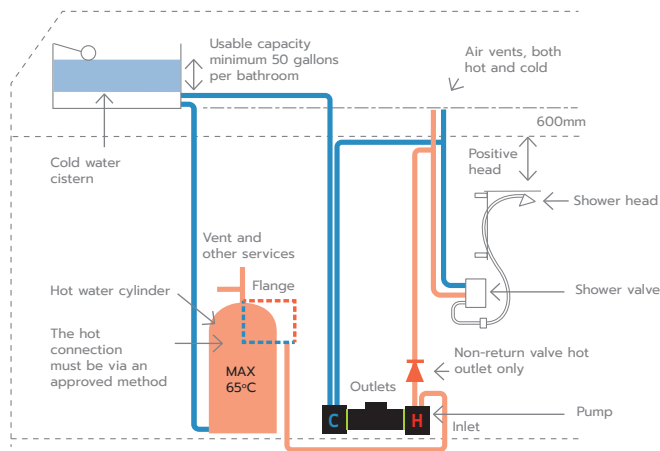 Usable capacity
minimum 50 gallons
per bathroom
Air vents, both
hot and cold
600mm
Cold water
cistern
Positive
head
Shower head
Vent and
other services
Flange
Hot water cylinder
Shower valve
The hot
connection
must be via an
approved method
Non-return valve hot
outlet only
MAX
65ºC
Outlets
Pump
C
H
Inlet